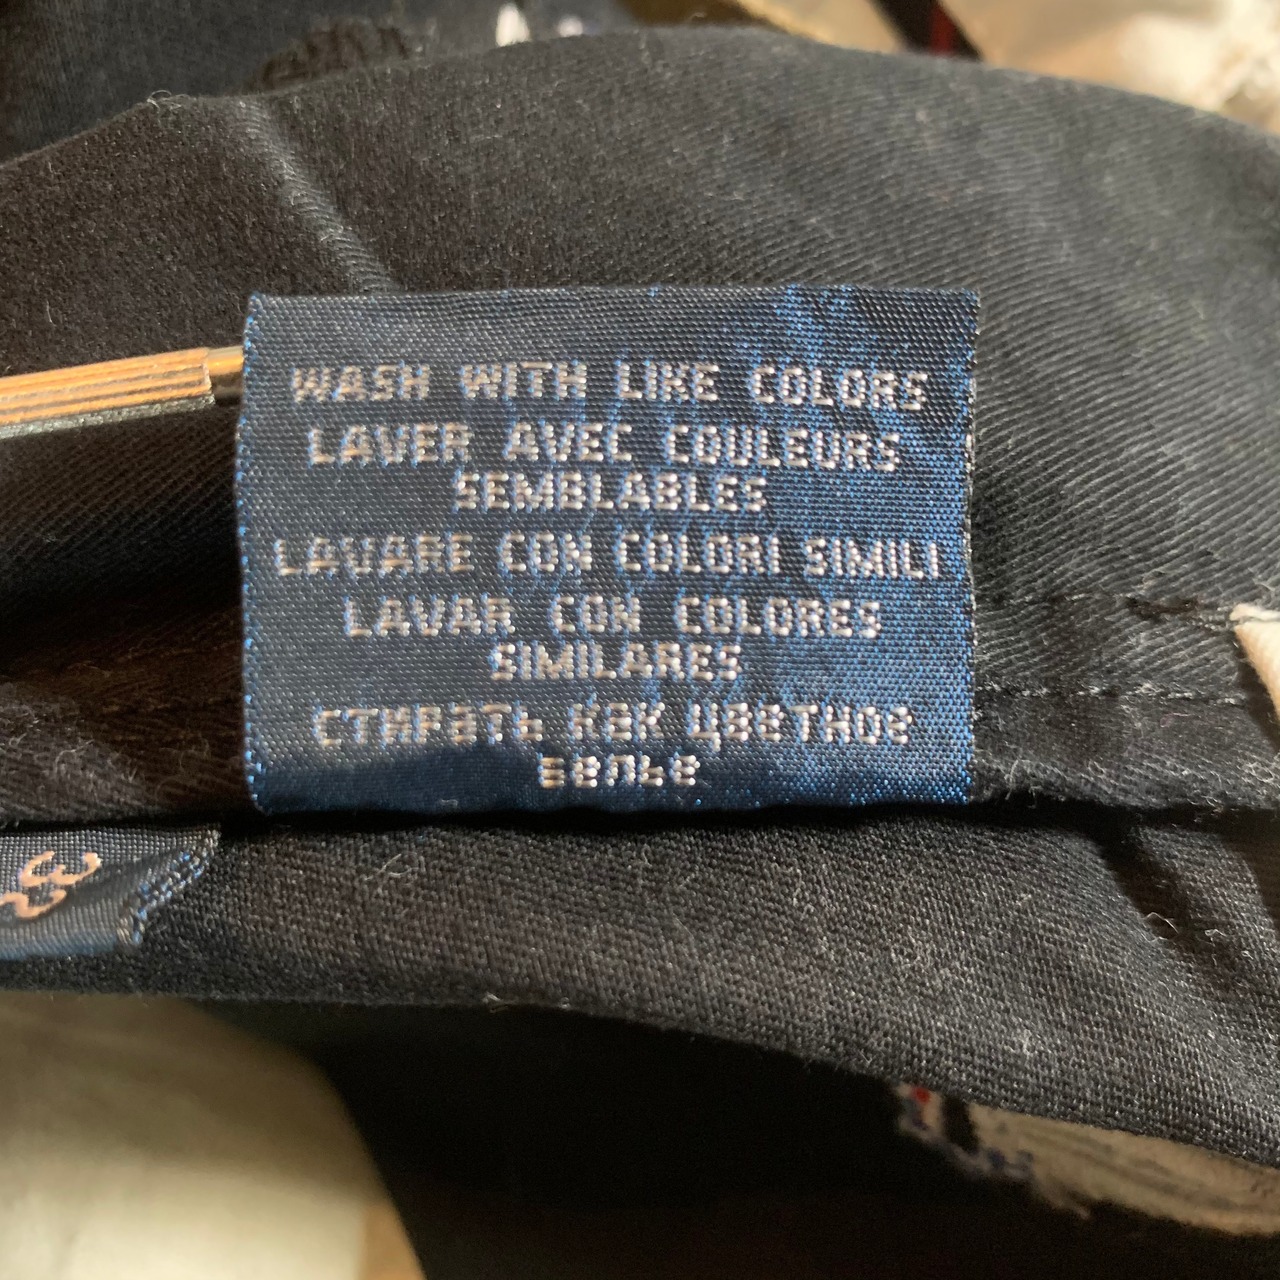 WASH WITH LIKE COLORS
LAVER AVEC COULEURS
SEMBLABLES
LAVARE CON COLORI SIMILI
LAVAR CON COLORES
SIMILARES
СТИРАТЬ КАК ЦВЕТНОЕ
БЕЛЬЕ
32